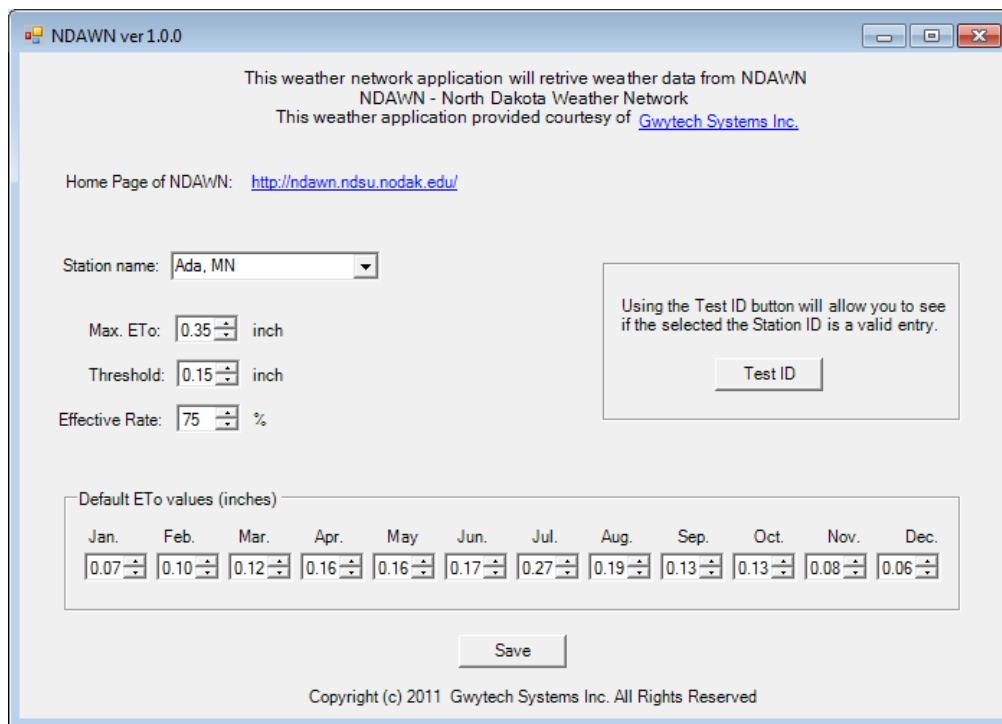 NDAWN ver 1.0.0
This weather network application will retrive weather data from NDAWN
NDAWN - North Dakota Weather Network
This weather application provided courtesy of Gwytech Systems Inc.
Home Page of NDAWN: http://ndawn.ndsu.nodak.edu/
Station name: Ada, MN
Max. ETo: 0.35 inch
Threshold: 0.15 inch
Effective Rate: 75 %
Using the Test ID button will allow you to see
if the selected the Station ID is a valid entry.
Test ID
Default ETo values (inches)
Jan. Feb. Mar. Apr. May Jun. Jul. Aug. Sep. Oct. Nov. Dec.
0.07 0.10 0.12 0.16 0.16 0.17 0.27 0.19 0.13 0.13 0.08 0.06
Save
Copyright (c) 2011 Gwytech Systems Inc. All Rights Reserved